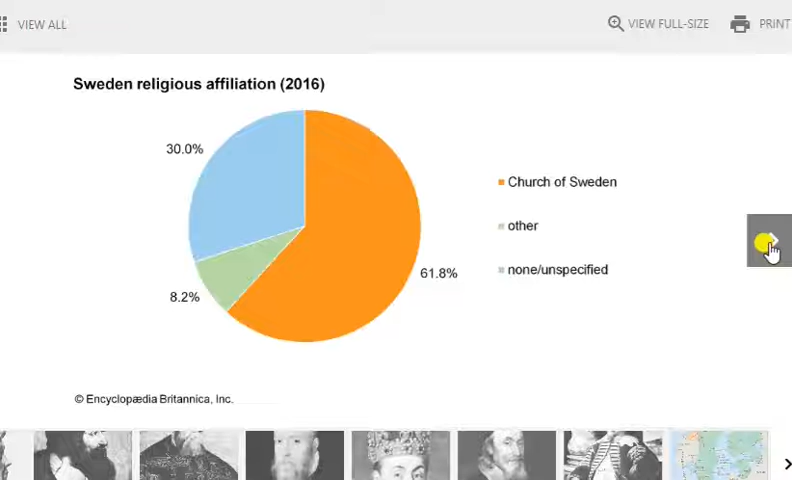 VIEW ALL
VIEW FULL-SIZE
PRINT
Sweden religious affiliation (2016)
30.0%
Church of Sweden
other
none/unspecified
61.8%
8.2%
© Encyclopædia Britannica, Inc.